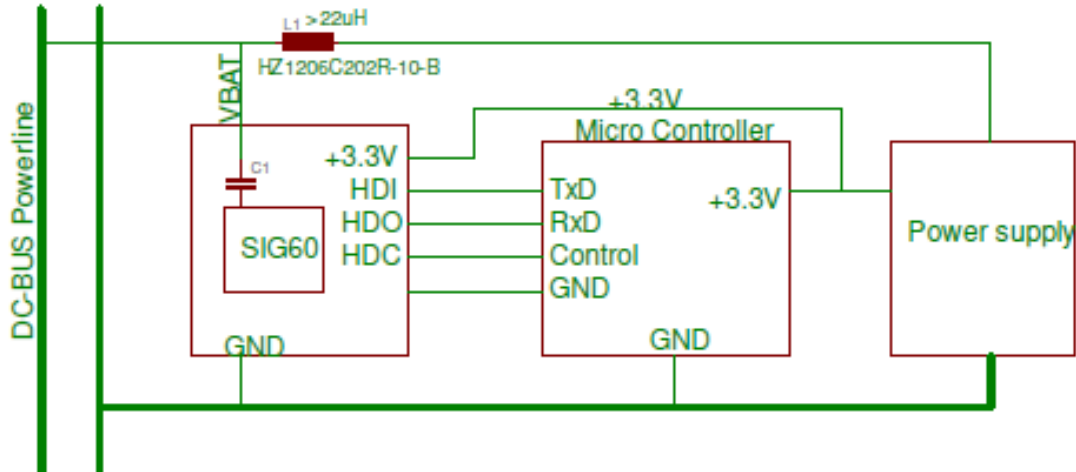 L1 >22uH
HZ1206C202R-10-B
VBAT
DC-BUS Powerline
+3.3V
Micro Controller
+3.3V
C1
HDI
TxD
+3.3V
HDO
RxD
SIG60
HDC
Control
Power supply
GND
GND
GND